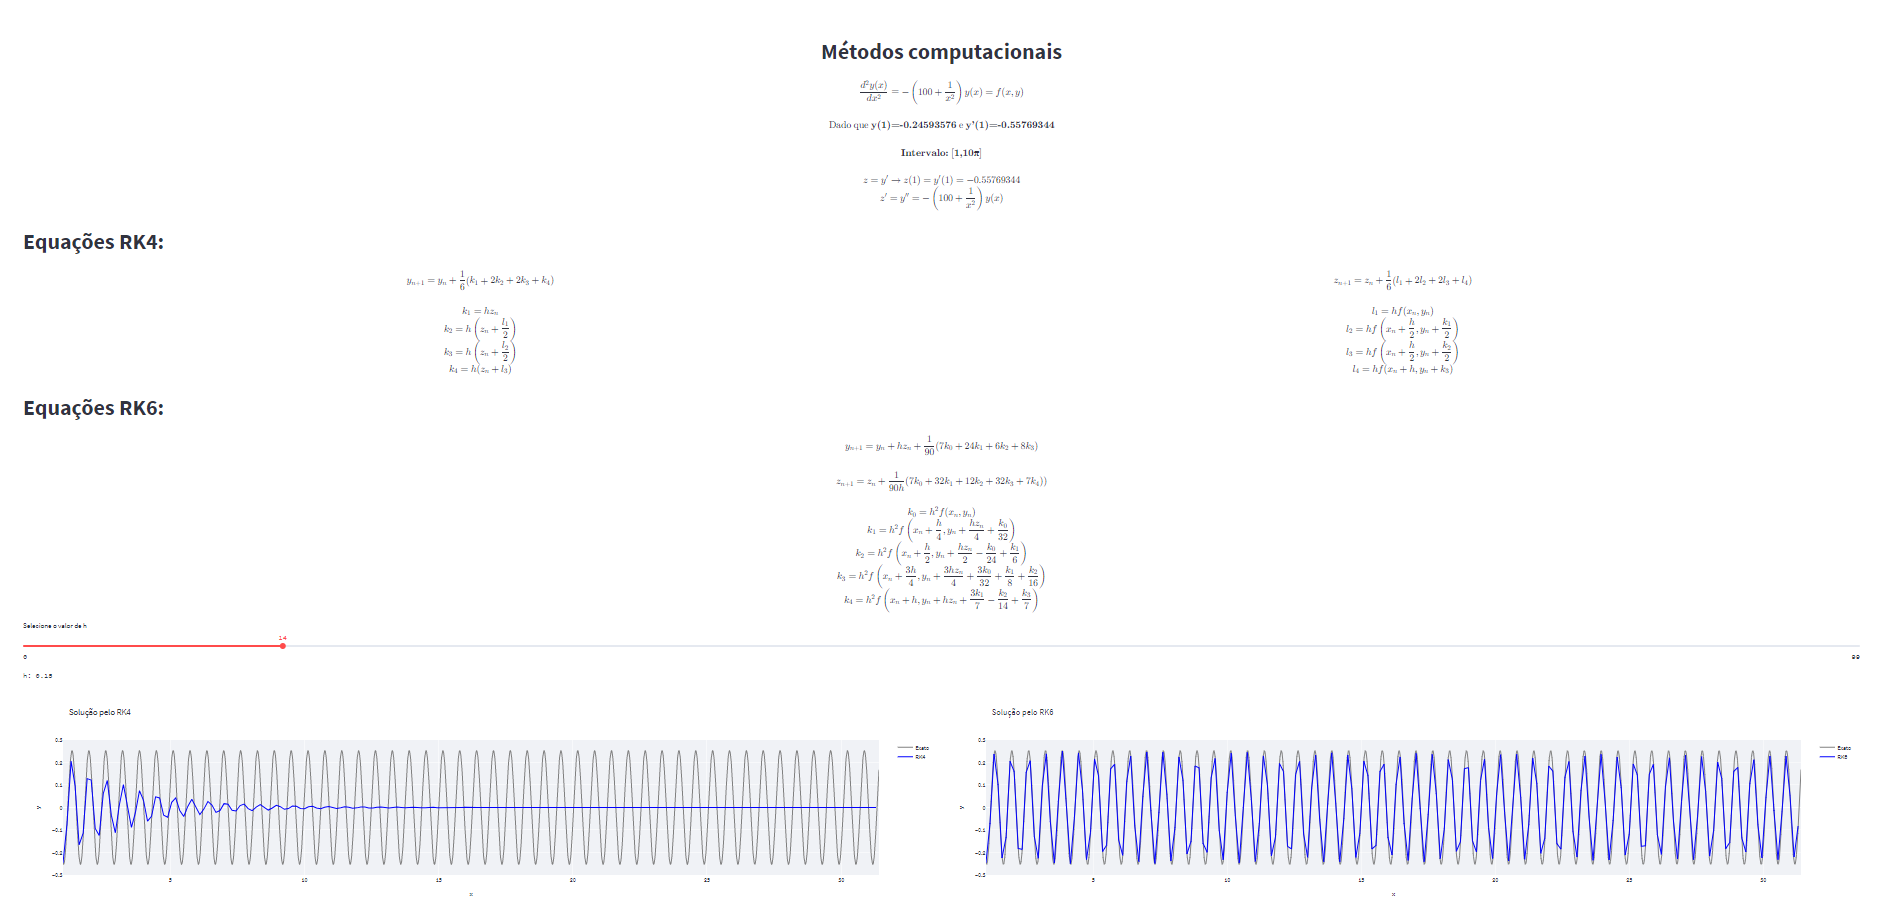 Métodos computacionais
\frac{d^2y(x)}{dx^2} = -\left(100 + \frac{1}{x^2}\right) y(x) = f(x, y)
Dado que y(1)=-0.24593576 e y'(1)=-0.55769344
Intervalo: [1,10π]
z = y' → z(1) = y'(1) = −0.55769344
z' = y'' = -\left(100 + \frac{1}{x^2}\right) y(x)
Equações RK4:
y_{n+1} = y_n + \frac{1}{6}(k_1 + 2k_2 + 2k_3 + k_4)
k_1 = hz_n
k_2 = h\left(z_n + \frac{l_1}{2}\right)
k_3 = h\left(z_n + \frac{l_2}{2}\right)
k_4 = h(z_n + l_3)
z_{n+1} = z_n + \frac{1}{6}(l_1 + 2l_2 + 2l_3 + l_4)
l_1 = hf(x_n, y_n)
l_2 = hf\left(x_n + \frac{h}{2}, y_n + \frac{k_1}{2}\right)
l_3 = hf\left(x_n + \frac{h}{2}, y_n + \frac{k_2}{2}\right)
l_4 = hf(x_n + h, y_n + k_3)
Equações RK6:
y_{n+1} = y_n + hz_n + \frac{1}{90}(7k_0 + 24k_1 + 6k_2 + 8k_3)
z_{n+1} = z_n + \frac{1}{90h}(7k_0 + 32k_1 + 12k_2 + 32k_3 + 7k_4))
k_0 = h^2f(x_n, y_n)
k_1 = h^2f\left(x_n + \frac{h}{4}, y_n + \frac{hz_n}{4} + \frac{k_0}{32}\right)
k_2 = h^2f\left(x_n + \frac{h}{2}, y_n + \frac{hz_n}{2} - \frac{k_0}{24} + \frac{k_1}{6}\right)
k_3 = h^2f\left(x_n + \frac{3h}{4}, y_n + \frac{3hz_n}{4} + \frac{3k_0}{32} + \frac{k_1}{8} + \frac{k_2}{16}\right)
k_4 = h^2f\left(x_n + h, y_n + hz_n + \frac{3k_1}{7} - \frac{k_2}{14} + \frac{k_3}{7}\right)
Selecione o valor de h
14
99
Solução pelo RK4
0.3
0.2
0.1
0
−0.1
−0.2
−0.3
y
5
10
15
20
25
30
x
Exato
RK4
Solução pelo RK6
0.3
0.2
0.1
0
−0.1
−0.2
−0.3
y
5
10
15
20
25
30
x
Exato
RK6